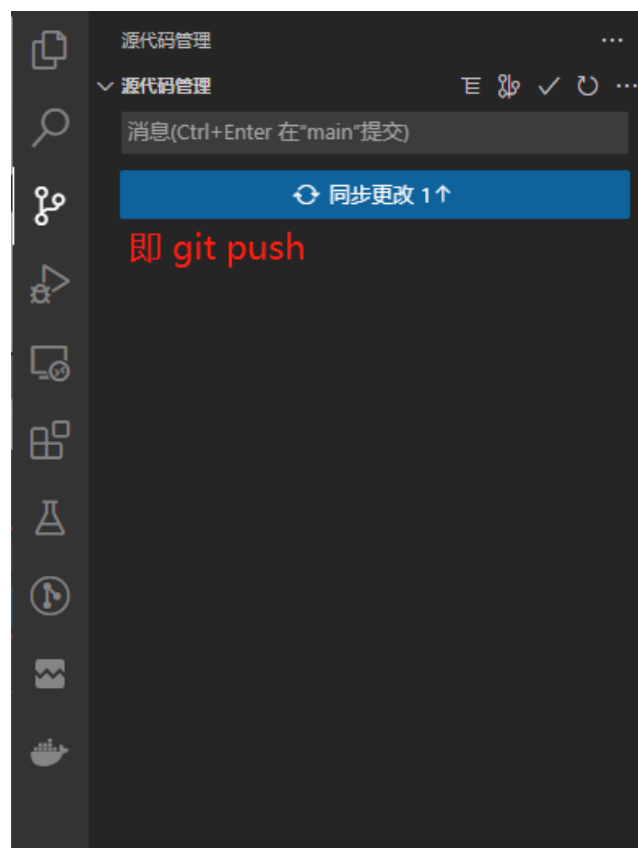 源代码管理
源代码管理
消息(Ctrl+Enter 在“main”提交)
同步更改 1↑
即 git push